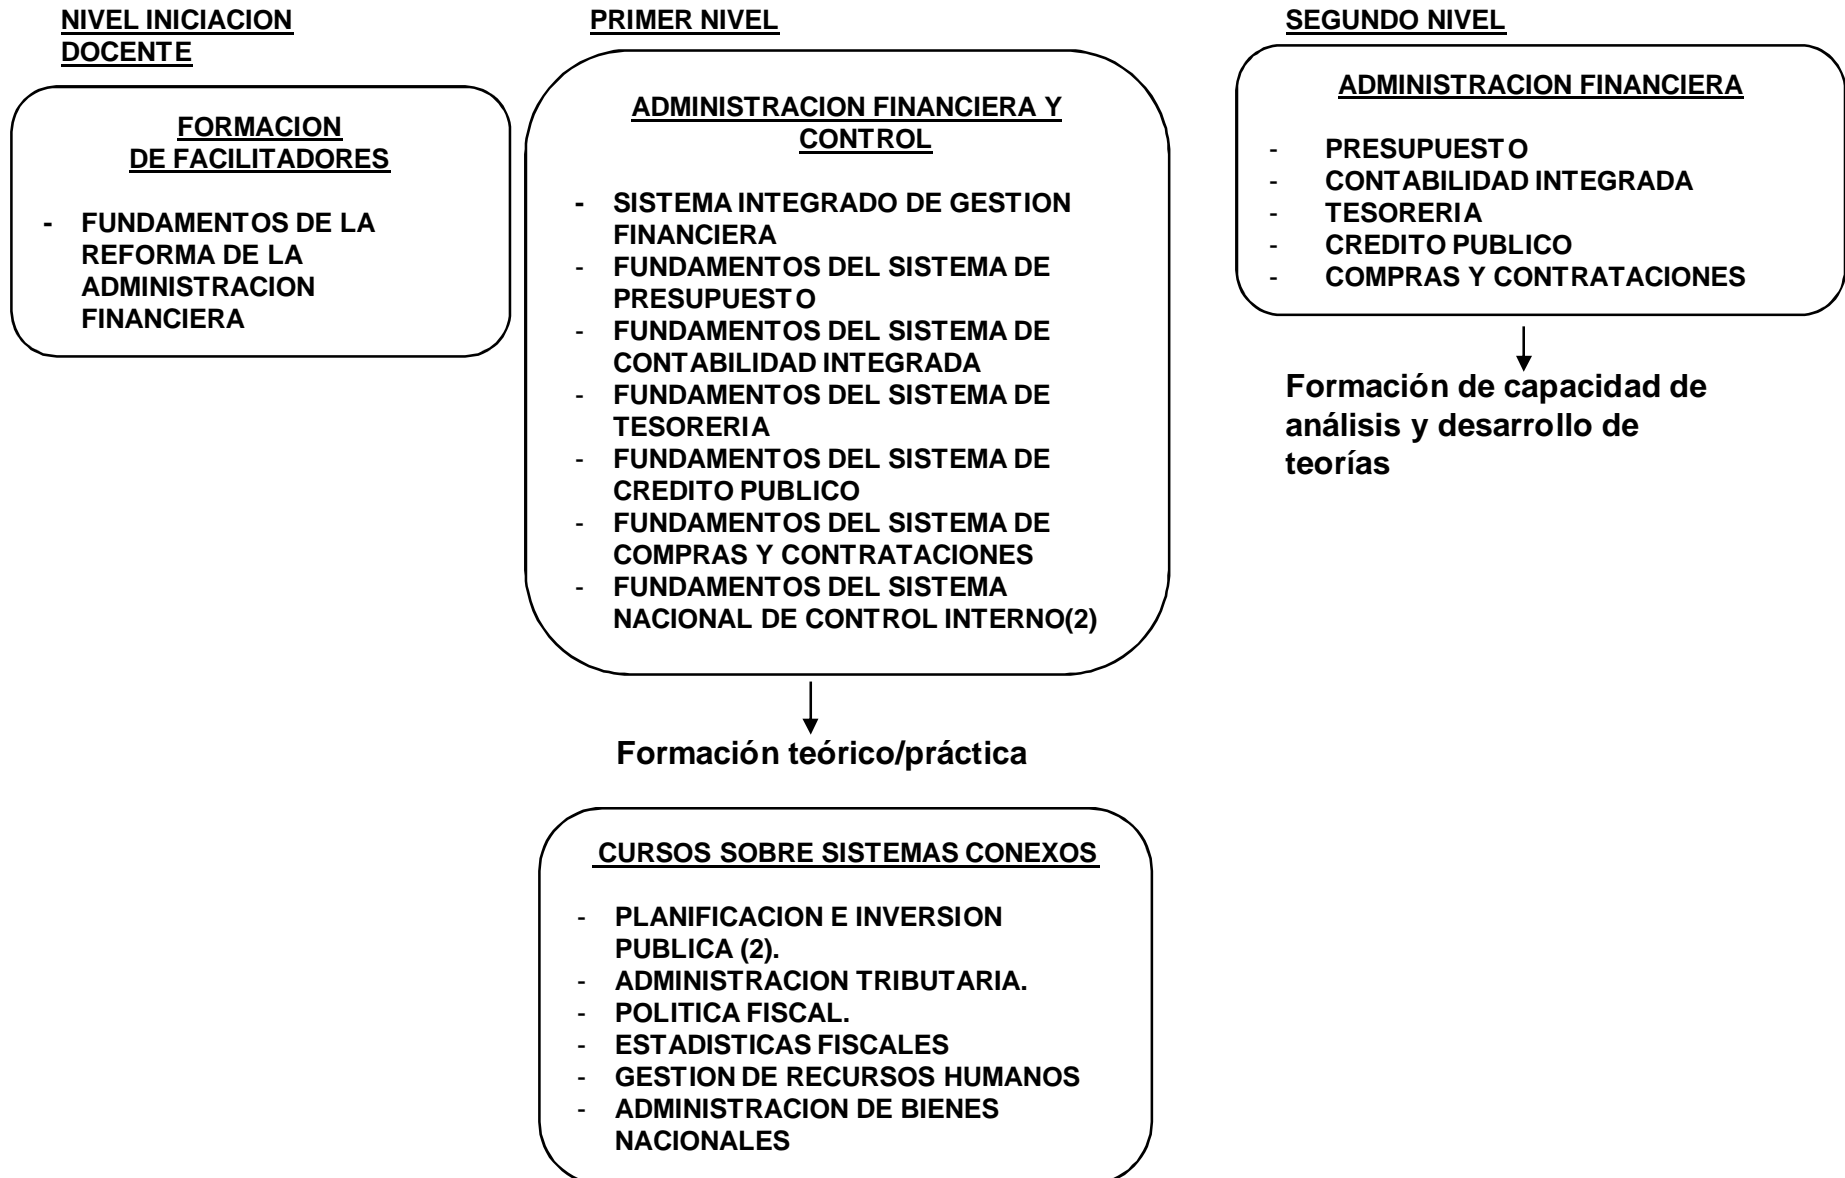 NIVEL INICIACION
DOCENTE
FORMACION
DE FACILITADORES
- FUNDAMENTOS DE LA
REFORMA DE LA
ADMINISTRACION
FINANCIERA
PRIMER NIVEL
ADMINISTRACION FINANCIERA Y
CONTROL
- SISTEMA INTEGRADO DE GESTION
FINANCIERA
- FUNDAMENTOS DEL SISTEMA DE
PRESUPUESTO
- FUNDAMENTOS DEL SISTEMA DE
CONTABILIDAD INTEGRADA
- FUNDAMENTOS DEL SISTEMA DE
TESORERIA
- FUNDAMENTOS DEL SISTEMA DE
CREDITO PUBLICO
- FUNDAMENTOS DEL SISTEMA DE
COMPRAS Y CONTRATACIONES
- FUNDAMENTOS DEL SISTEMA
NACIONAL DE CONTROL INTERNO(2)
Formación teórico/práctica
CURSOS SOBRE SISTEMAS CONEXOS
- PLANIFICACION E INVERSION
PUBLICA (2).
- ADMINISTRACION TRIBUTARIA.
- POLITICA FISCAL.
- ESTADISTICAS FISCALES
- GESTION DE RECURSOS HUMANOS
- ADMINISTRACION DE BIENES
NACIONALES
SEGUNDO NIVEL
ADMINISTRACION FINANCIERA
- PRESUPUESTO
- CONTABILIDAD INTEGRADA
- TESORERIA
- CREDITO PUBLICO
- COMPRAS Y CONTRATACIONES
Formación de capacidad de
análisis y desarrollo de
teorías